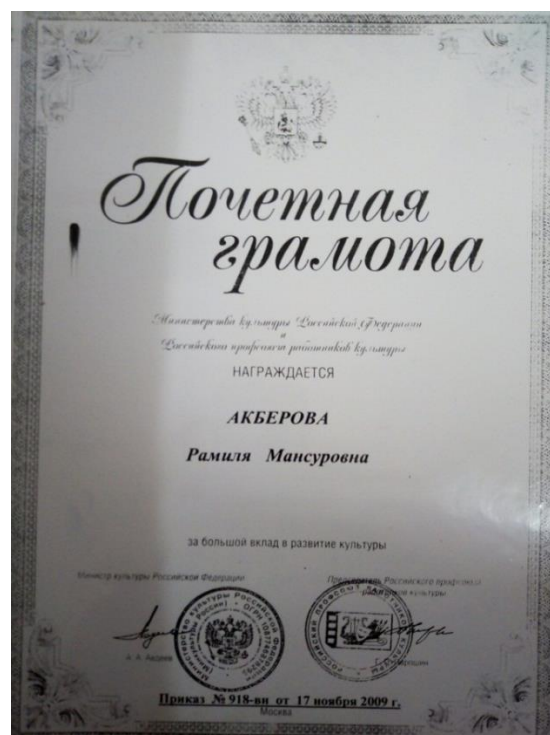 Почетная
грамота
Министерства культуры Российской Федерации
и
Российского профсоюза работников культуры
НАГРАЖДАЕТСЯ
АКБЕРОВА
Рамиля Мансуровна
за большой вклад в развитие культуры
Министр культуры Российской Федерации
Председатель Российского профсоюза
работников культуры
А. А. Авдеев
Приказ № 918-вн от 17 ноября 2009 г.
Москва